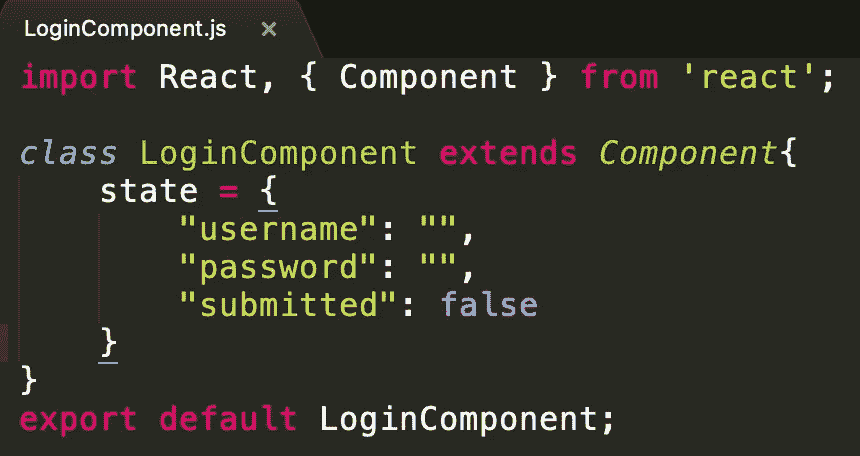 LoginComponent.js ×
import React, { Component } from 'react';
class LoginComponent extends Component{
state = {
"username": "",
"password": "",
"submitted": false
}
}
export default LoginComponent;